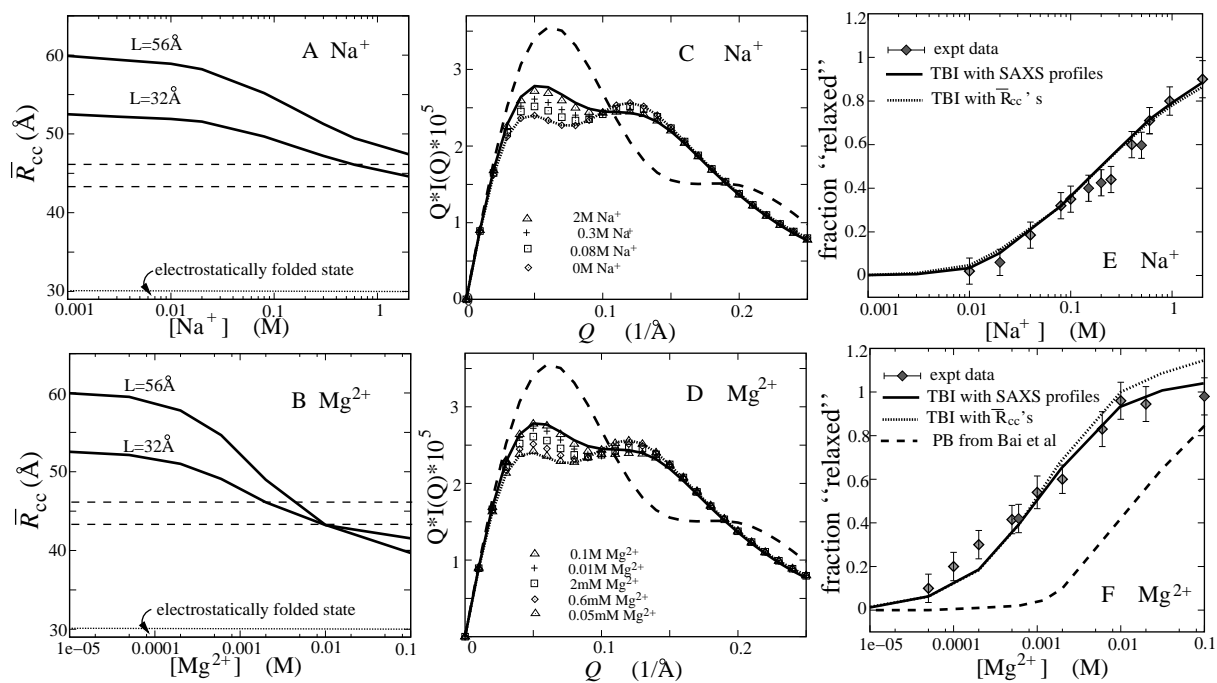 A Na⁺
L=56Å
L=32Å
R̅cc (Å)
60
50
40
30
electrostatically folded state
0.001
0.01
0.1
1
[Na⁺] (M)
C Na⁺
Q*I(Q)*10⁵
3
2
1
0
2M Na⁺
0.3M Na⁺
0.08M Na⁺
0M Na⁺
0
0.1
0.2
Q (1/Å)
expt data
TBI with SAXS profiles
TBI with R̅cc's
fraction “relaxed”
1.2
1
0.8
0.6
0.4
0.2
0
E Na⁺
0.01
0.1
1
[Na⁺] (M)
B Mg²⁺
L=56Å
L=32Å
R̅cc (Å)
60
50
40
30
electrostatically folded state
1e−05
0.0001
0.001
0.01
0.1
[Mg²⁺] (M)
D Mg²⁺
Q*I(Q)*10⁵
3
2
1
0.1M Mg²⁺
0.01M Mg²⁺
2mM Mg²⁺
0.6mM Mg²⁺
0.05mM Mg²⁺
0
0.1
0.2
Q (1/Å)
expt data
TBI with SAXS profiles
TBI with R̅cc's
PB from Bai et al
fraction “relaxed”
1.2
1
0.8
0.6
0.4
0.2
0
F Mg²⁺
1e−05
0.0001
0.001
0.01
0.1
[Mg²⁺] (M)